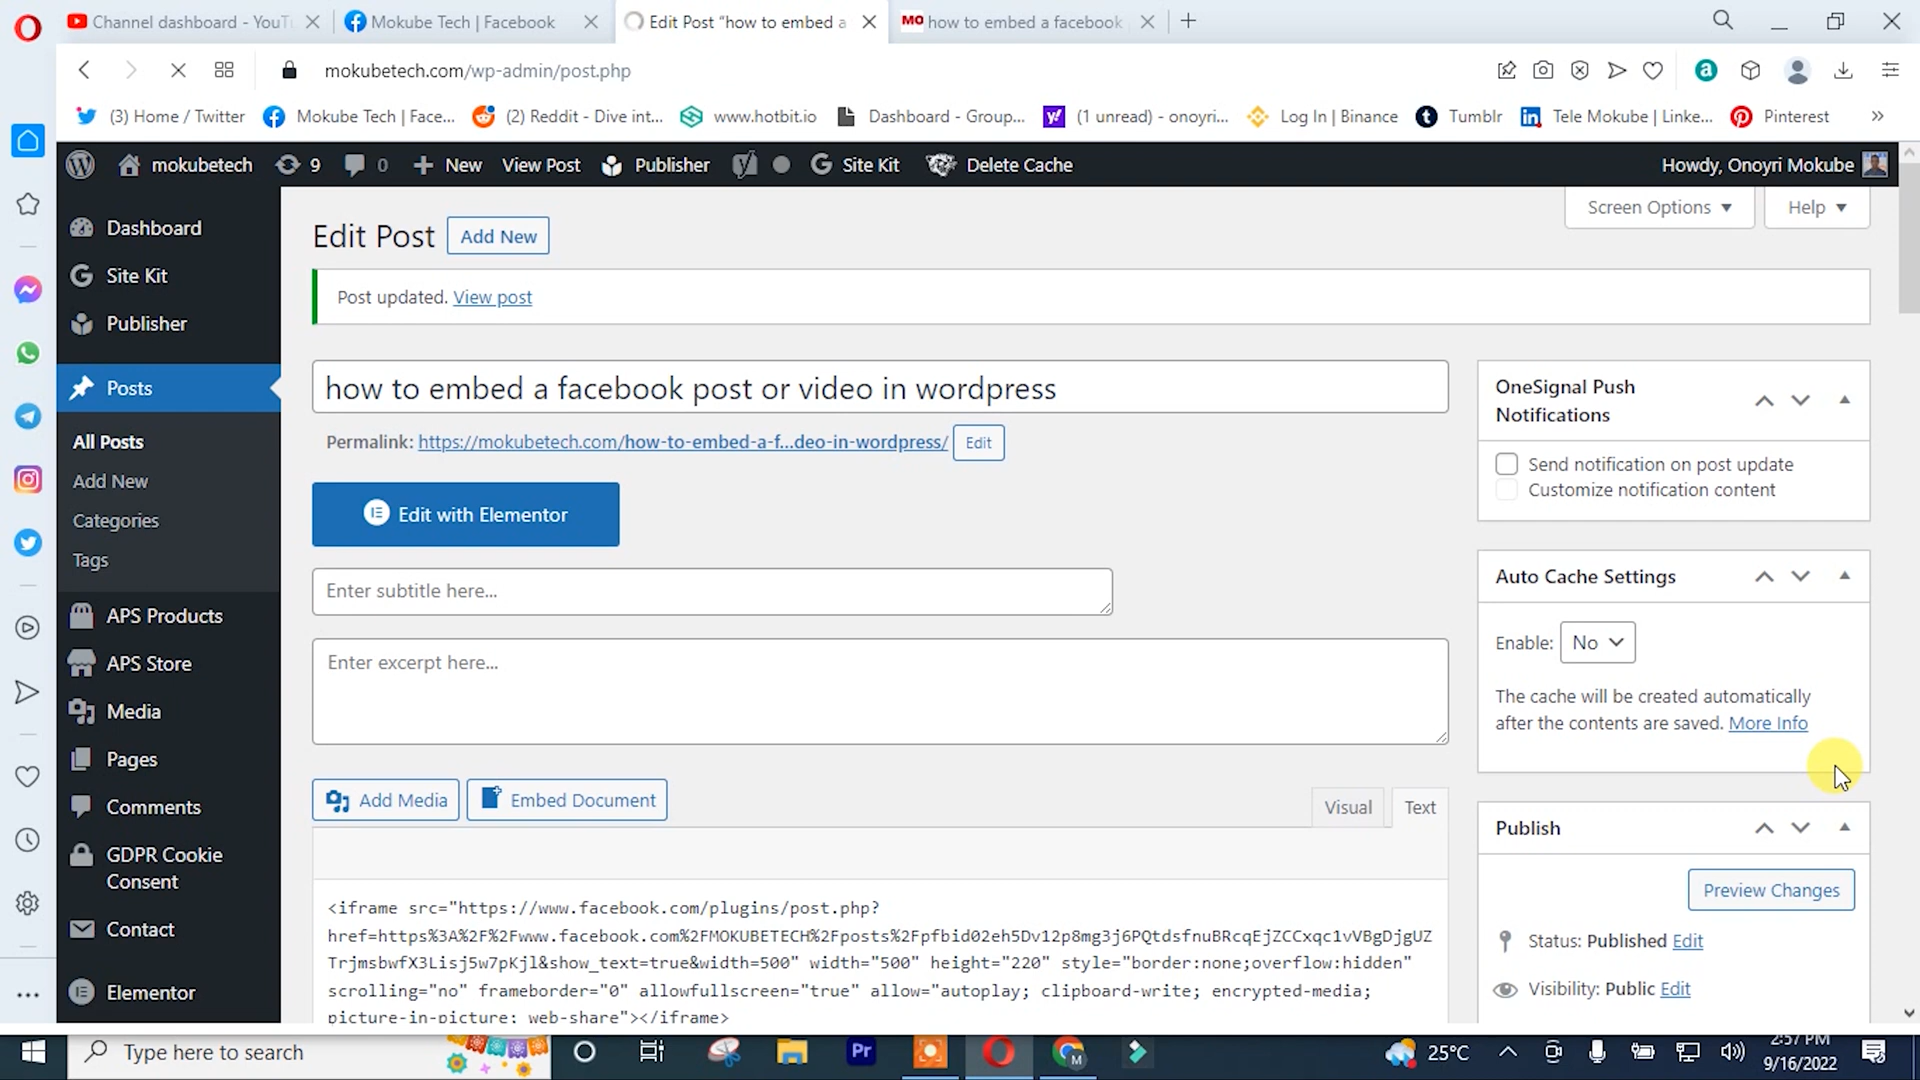 Channel dashboard - YouTu
Mokube Tech | Facebook
Edit Post “how to embed a
MO how to embed a facebook
mokubetech.com/wp-admin/post.php
(3) Home / Twitter
Mokube Tech | Face...
(2) Reddit - Dive int...
www.hotbit.io
Dashboard - Group...
(1 unread) - onoyri...
Log In | Binance
Tumblr
Tele Mokube | Linke...
Pinterest
mokubetech
9
0
New
View Post
Publisher
Site Kit
Delete Cache
Howdy, Onoyri Mokube
Dashboard
Site Kit
Publisher
Posts
All Posts
Add New
Categories
Tags
APS Products
APS Store
Media
Pages
Comments
GDPR Cookie
Consent
Contact
Elementor
Screen Options
Help
Edit Post
Add New
Post updated. View post
how to embed a facebook post or video in wordpress
Permalink: https://mokubetech.com/how-to-embed-a-f...deo-in-wordpress/ Edit
Edit with Elementor
Enter subtitle here...
Enter excerpt here...
Add Media
Embed Document
Visual
Text
<iframe src="https://www.facebook.com/plugins/post.php?
href=https%3A%2F%2Fwww.facebook.com%2FMOKUBETECH%2Fposts%2Fpfbid02eh5Dv12p8mg3j6PQtdsfnuBRcqEjZCCxqc1vVBgDjgUZ
TrjmsbwfX3Lisj5w7pKjl&show_text=true&width=500" width="500" height="220" style="border:none;overflow:hidden"
scrolling="no" frameborder="0" allowfullscreen="true" allow="autoplay; clipboard-write; encrypted-media;
picture-in-picture; web-share"></iframe>
OneSignal Push
Notifications
Send notification on post update
Customize notification content
Auto Cache Settings
Enable: No
The cache will be created automatically
after the contents are saved. More Info
Publish
Preview Changes
Status: Published Edit
Visibility: Public Edit
Type here to search
Pr
M
25°C
2:57 PM
9/16/2022